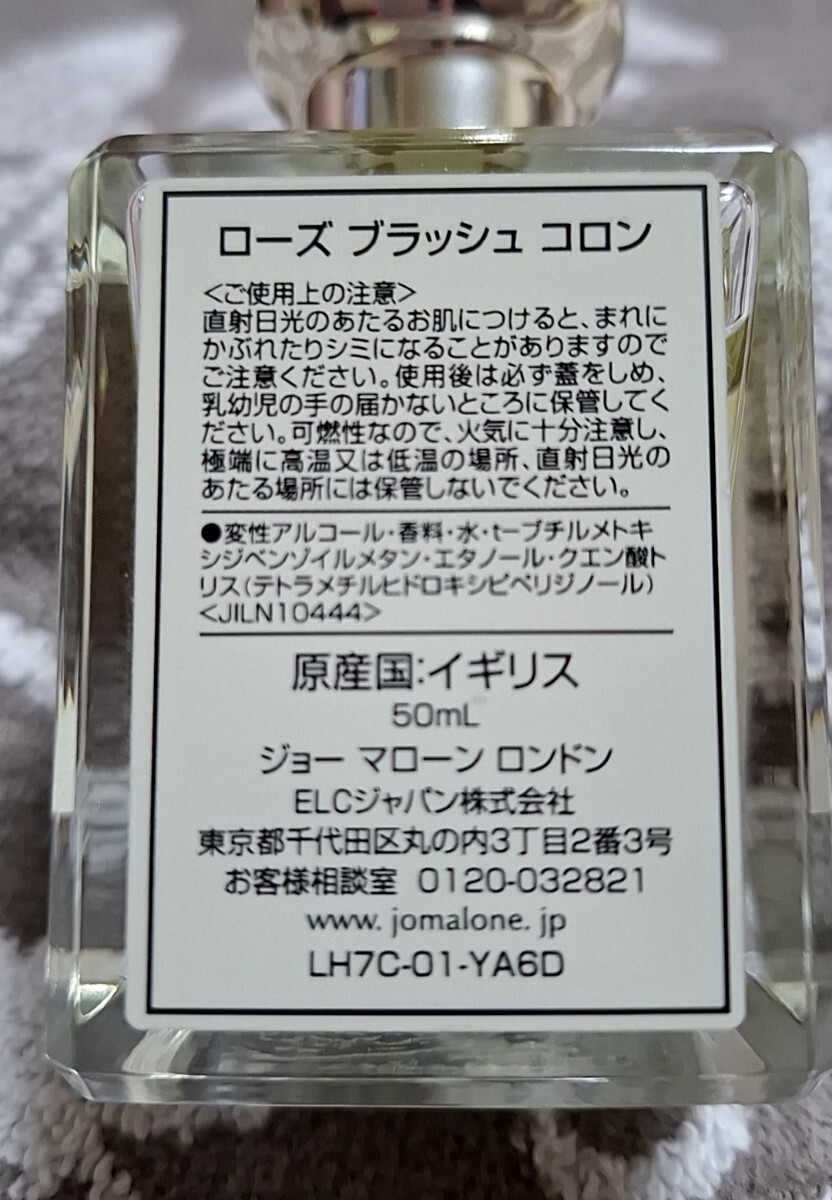 ローズ ブラッシュ コロン
<ご使用上の注意>
直射日光のあたるお肌につけると、まれに
かぶれたりシミになることがありますので
ご注意ください。使用後は必ず蓋をしめ、
乳幼児の手の届かないところに保管してく
ださい。可燃性なので、火気に十分注意し、
極端に高温又は低温の場所、直射日光の
あたる場所には保管しないでください。
●変性アルコール・香料・水・t-ブチルメトキ
シジベンゾイルメタン・エタノール・クエン酸ト
リス(テトラメチルヒドロキシピペリジノール)
<JILN10444>
原産国:イギリス
50mL
ジョー マローン ロンドン
ELCジャパン株式会社
東京都千代田区丸の内3丁目2番3号
お客様相談室 0120-032821
www. jomalone. jp
LH7C-01-YA6D